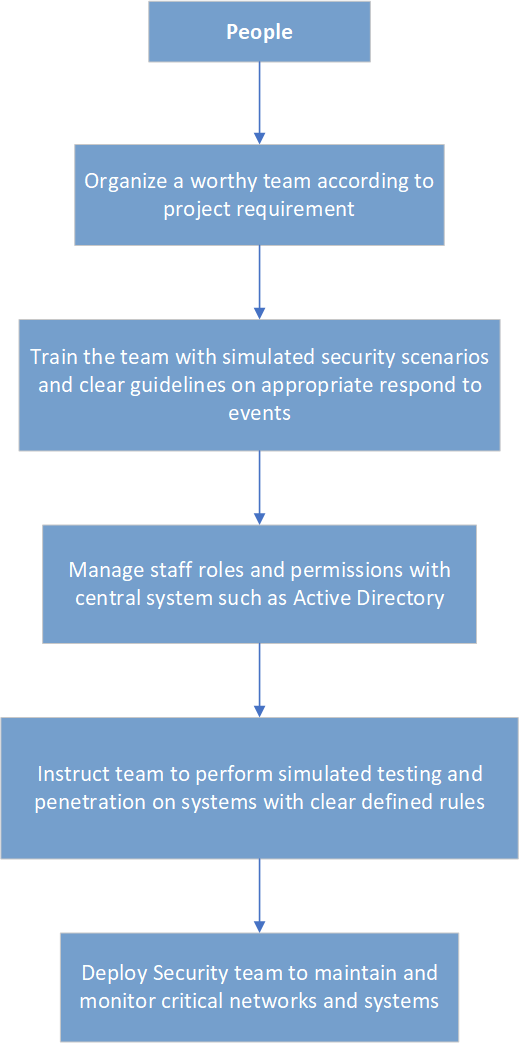 People
Organize a worthy team according to
project requirement
Train the team with simulated security scenarios
and clear guidelines on appropriate respond to
events
Manage staff roles and permissions with
central system such as Active Directory
Instruct team to perform simulated testing and
penetration on systems with clear defined rules
Deploy Security team to maintain and
monitor critical networks and systems